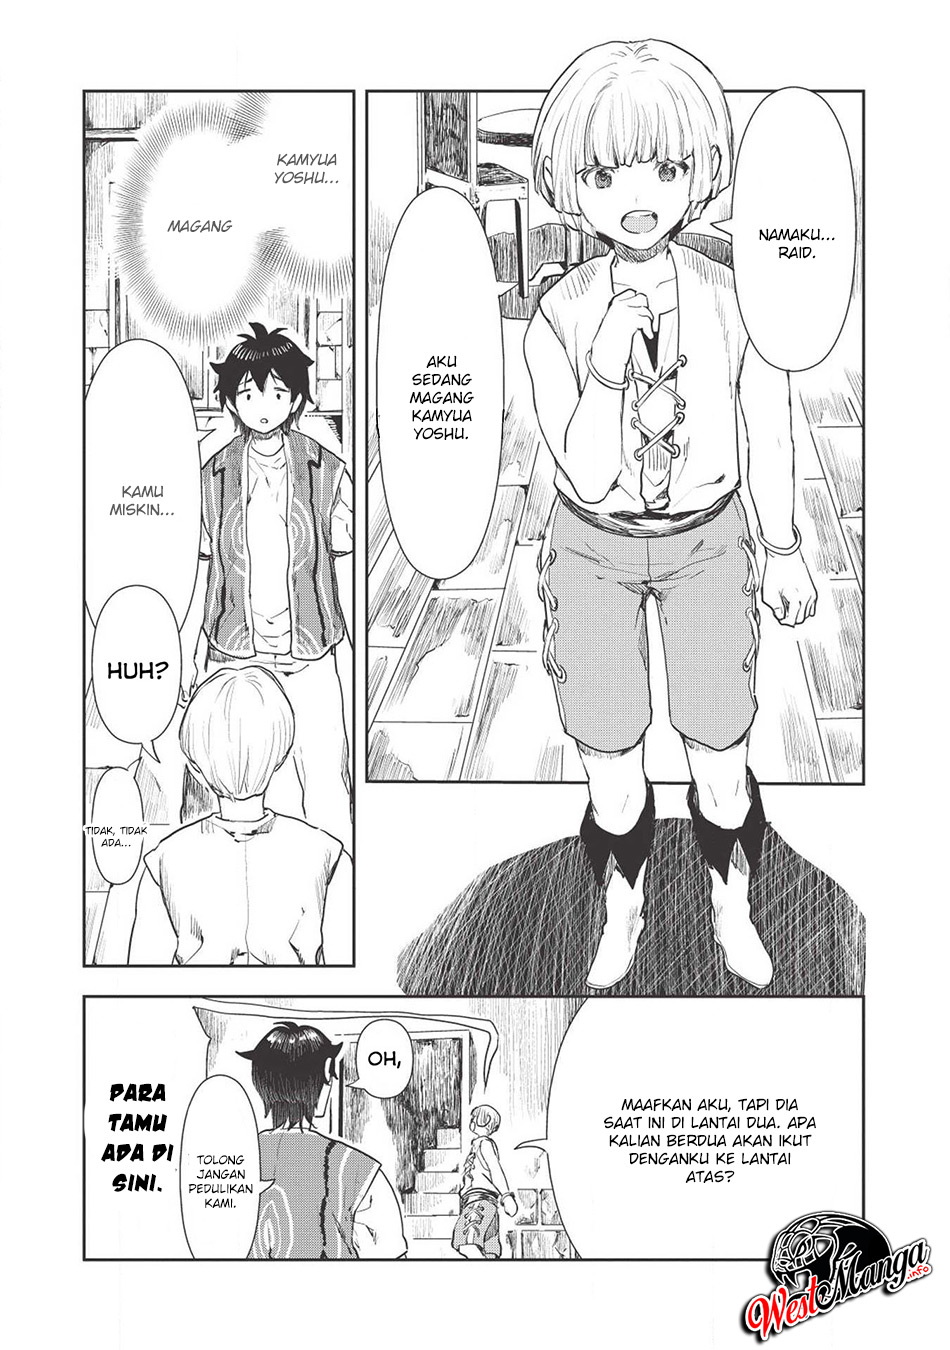 NAMAKU...
RAID.
AKU
SEDANG
MAGANG
KAMYUA
YOSHU.
KAMYUA
YOSHU...
MAGANG
KAMU
MISKIN...
HUH?
TIDAK, TIDAK
ADA...
MAAFKAN AKU, TAPI DIA
SAAT INI DI LANTAI DUA. APA
KALIAN BERDUA AKAN IKUT
DENGANKU KE LANTAI
ATAS?
OH,
TOLONG
JANGAN
PEDULIKAN
KAMI.
PARA
TAMU
ADA DI
SINI.
WestManga
.info